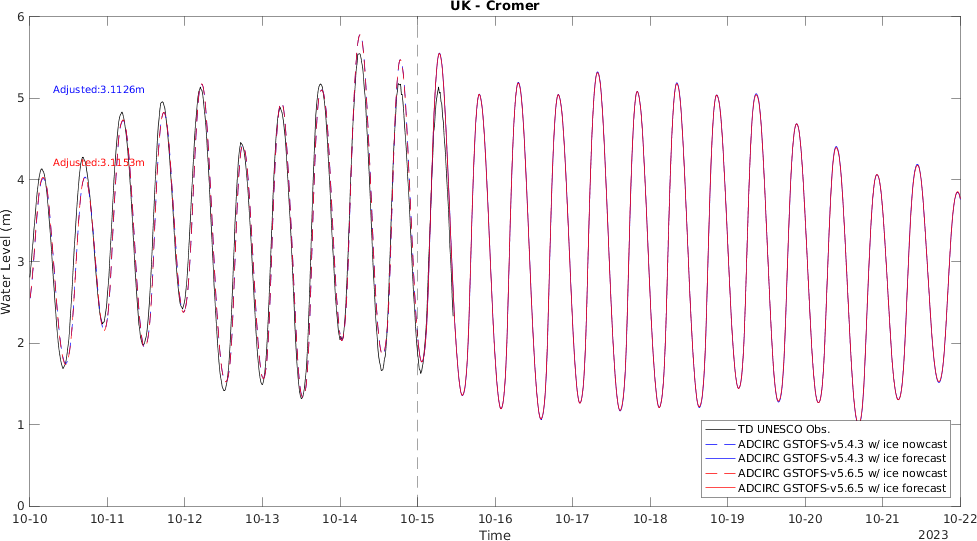 UK - Cromer
6
5
4
3
2
1
0
Water Level (m)
Adjusted:3.1126m
Adjusted:3.1153m
TD UNESCO Obs.
ADCIRC GSTOFS-v5.4.3 w/ ice nowcast
ADCIRC GSTOFS-v5.4.3 w/ ice forecast
ADCIRC GSTOFS-v5.6.5 w/ ice nowcast
ADCIRC GSTOFS-v5.6.5 w/ ice forecast
10-10 10-11 10-12 10-13 10-14 10-15 10-16 10-17 10-18 10-19 10-20 10-21 10-22
Time
2023